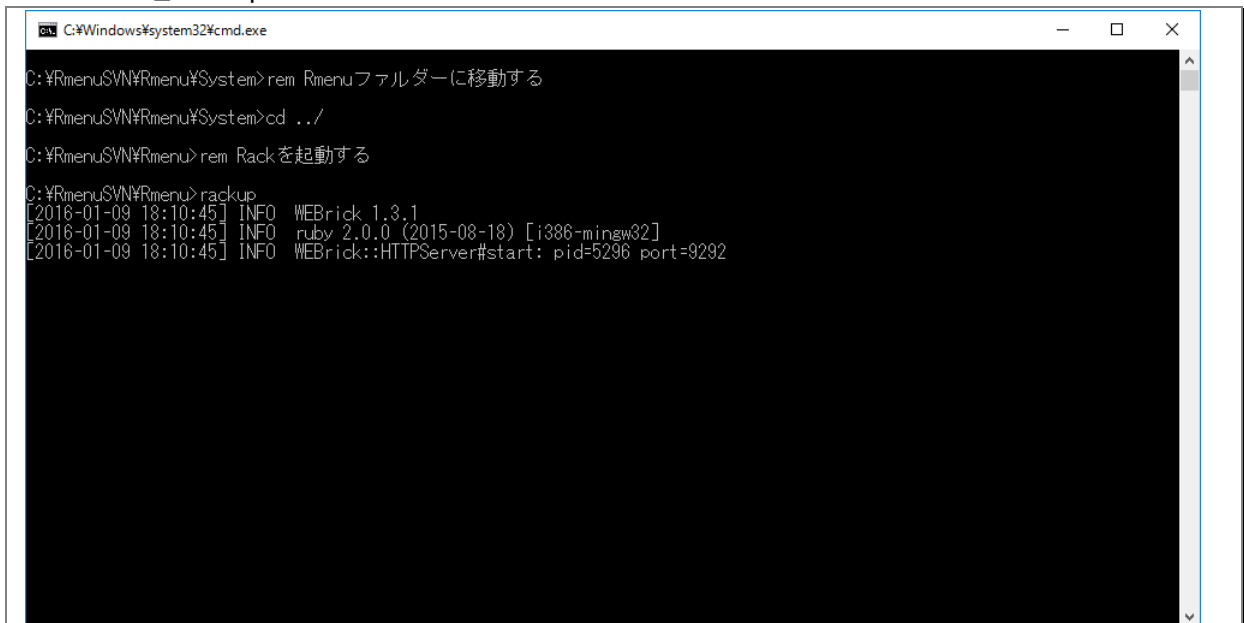 C:¥Windows¥system32¥cmd.exe
C:¥RmenuSVN¥Rmenu¥System>rem Rmenuファルダーに移動する
C:¥RmenuSVN¥Rmenu¥System>cd ../
C:¥RmenuSVN¥Rmenu>rem Rackを起動する
C:¥RmenuSVN¥Rmenu>rackup
[2016-01-09 18:10:45] INFO  WEBrick 1.3.1
[2016-01-09 18:10:45] INFO  ruby 2.0.0 (2015-08-18) [i386-mingw32]
[2016-01-09 18:10:45] INFO  WEBrick::HTTPServer#start: pid=5296 port=9292